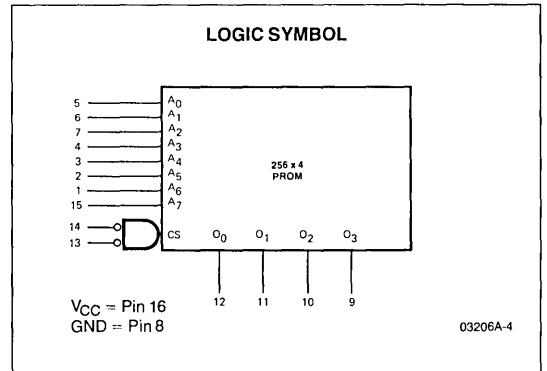 LOGIC SYMBOL
5 A0
6 A1
7 A2
4 A3
3 A4
2 A5
1 A6
15 A7
256 x 4
PROM
14
13
CS O0 O1 O2 O3
12 11 10 9
VCC = Pin 16
GND = Pin 8
03206A-4